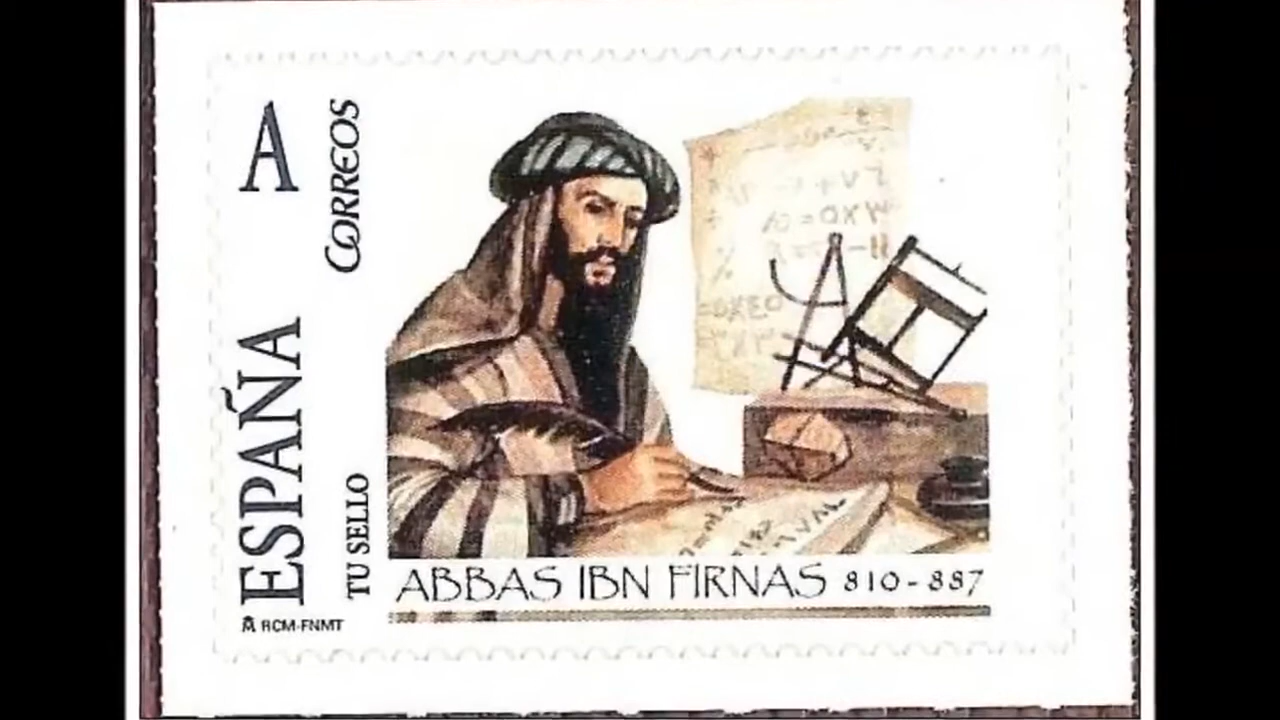 A
CORREOS
ESPAÑA
TU SELLO
ABBAS IBN FIRNAS 810-887
RCM-FNMT